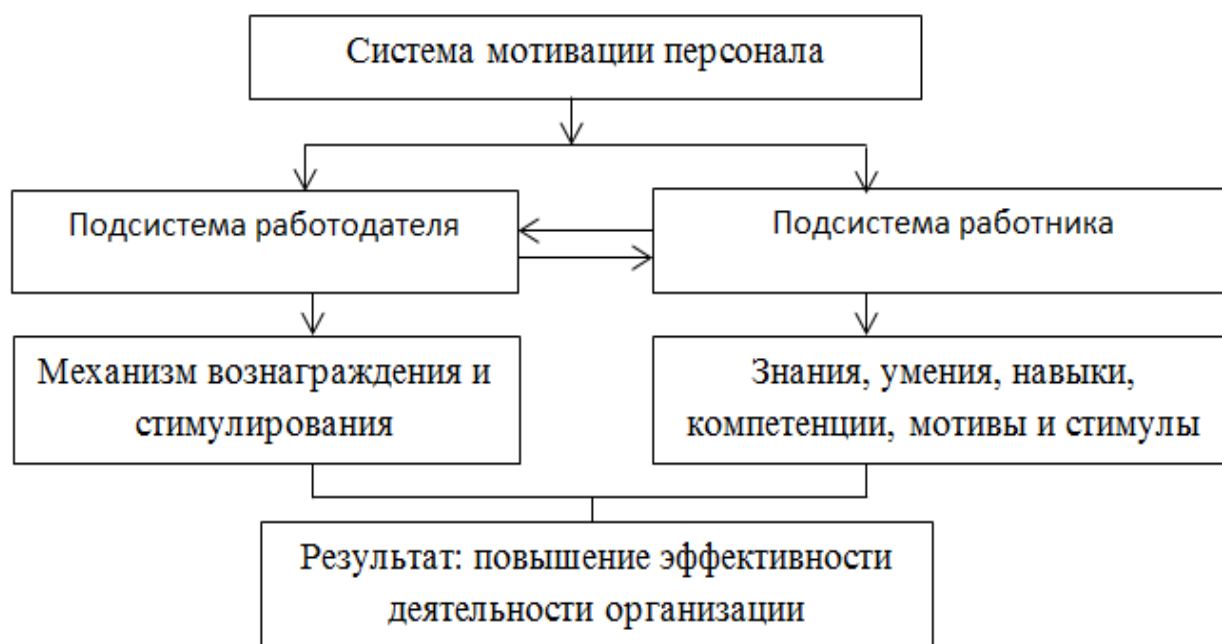 Система мотивации персонала
Подсистема работодателя
Подсистема работника
Механизм вознаграждения и
стимулирования
Знания, умения, навыки,
компетенции, мотивы и стимулы
Результат: повышение эффективности
деятельности организации